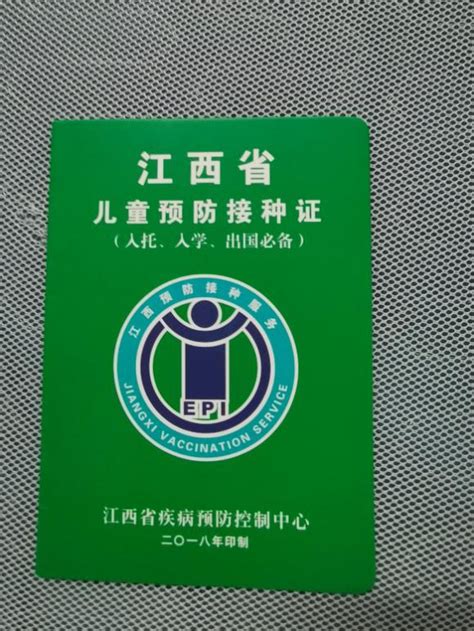 江西省
儿童预防接种证
(入托、入学、出国必备)
江西预防接种服务
EPI
JIANGXI VACCINATION SERVICE
江西省疾病预防控制中心
二〇一八年印制